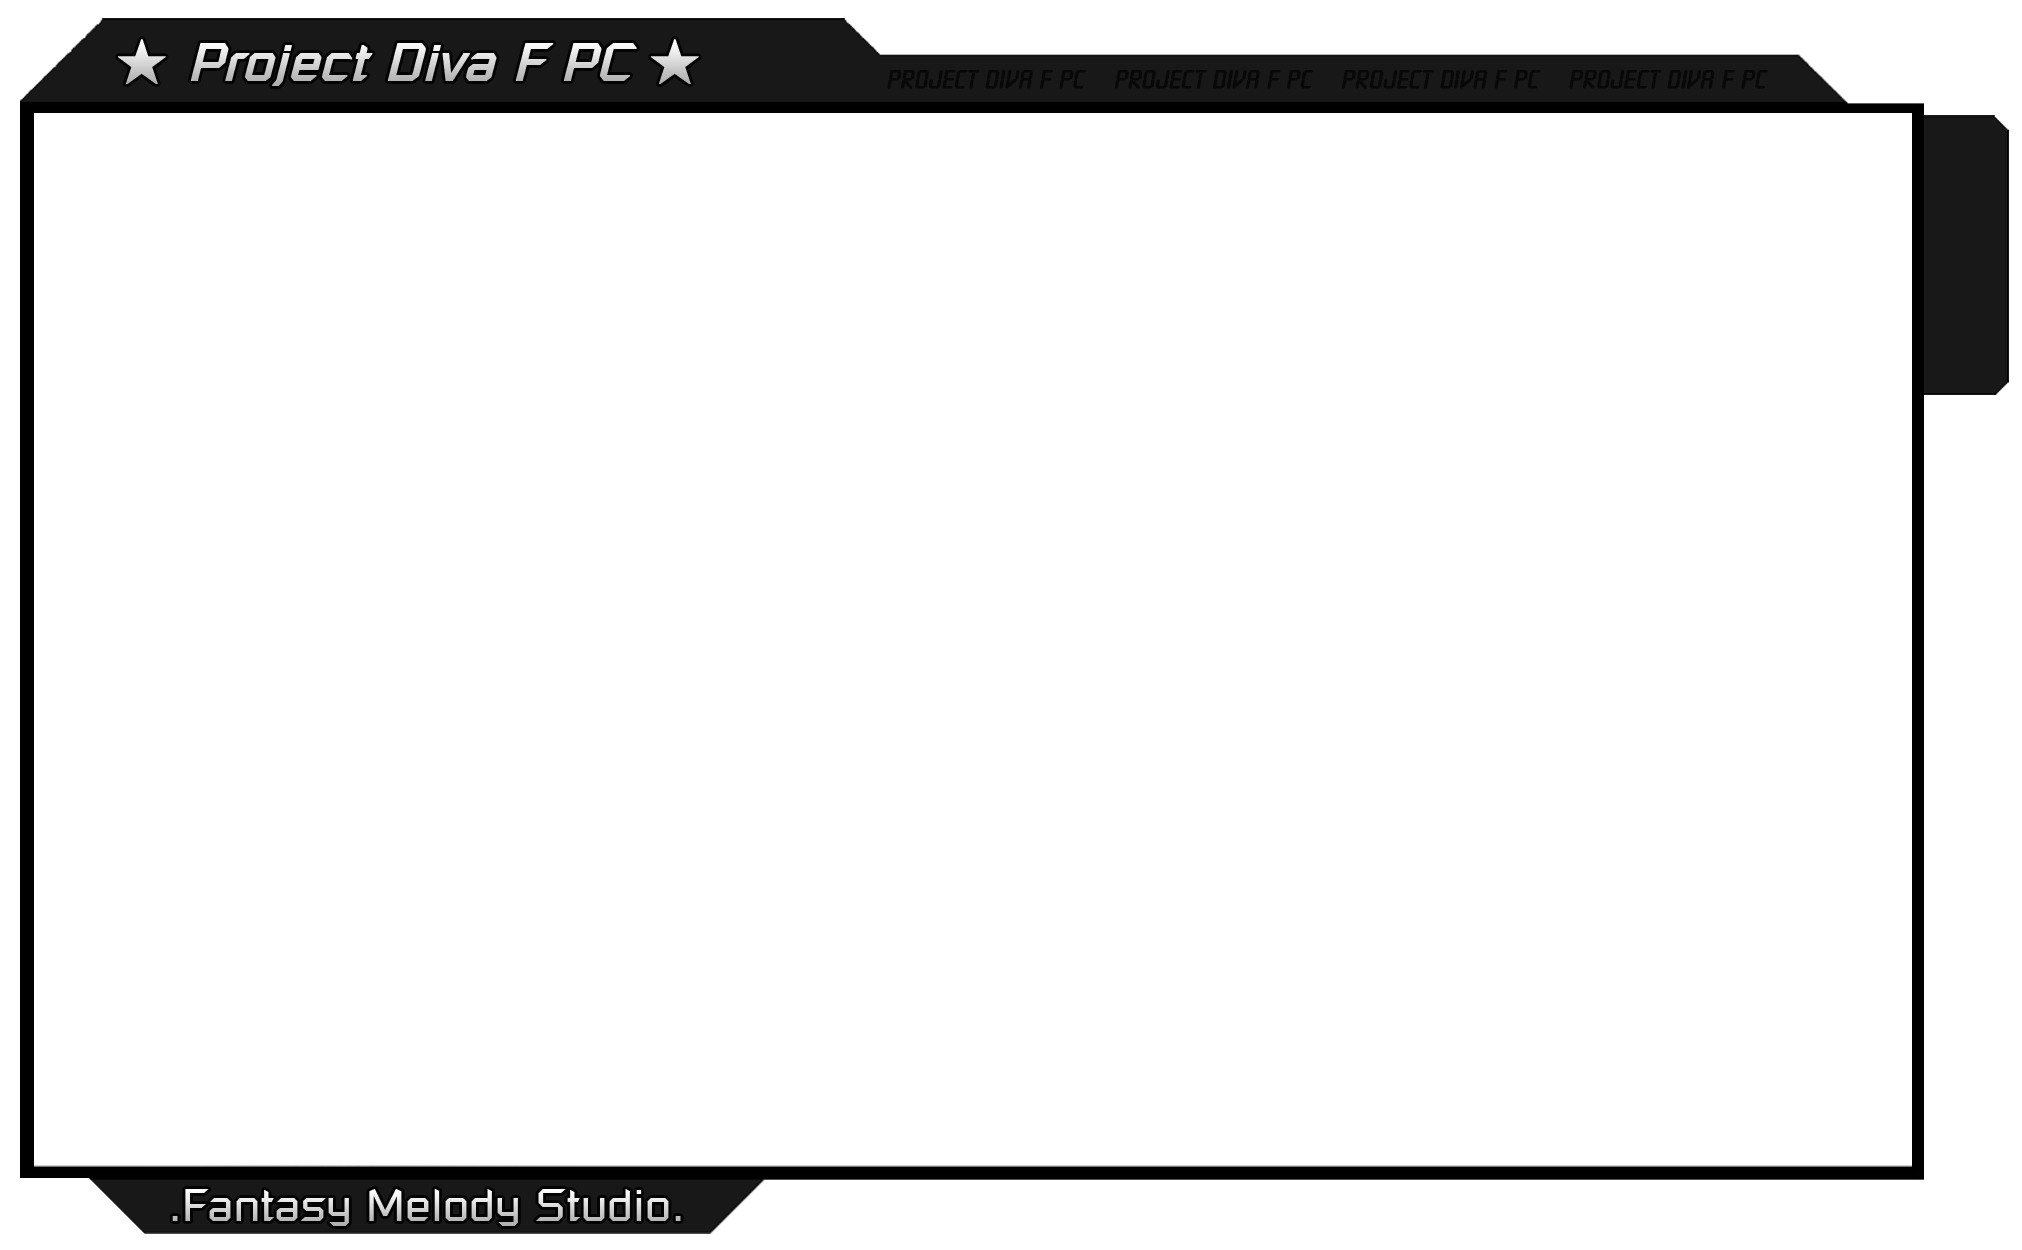 ★ Project Diva F PC ★
PROJECT DIVA F PC PROJECT DIVA F PC PROJECT DIVA F PC PROJECT DIVA F PC
.Fantasy Melody Studio.